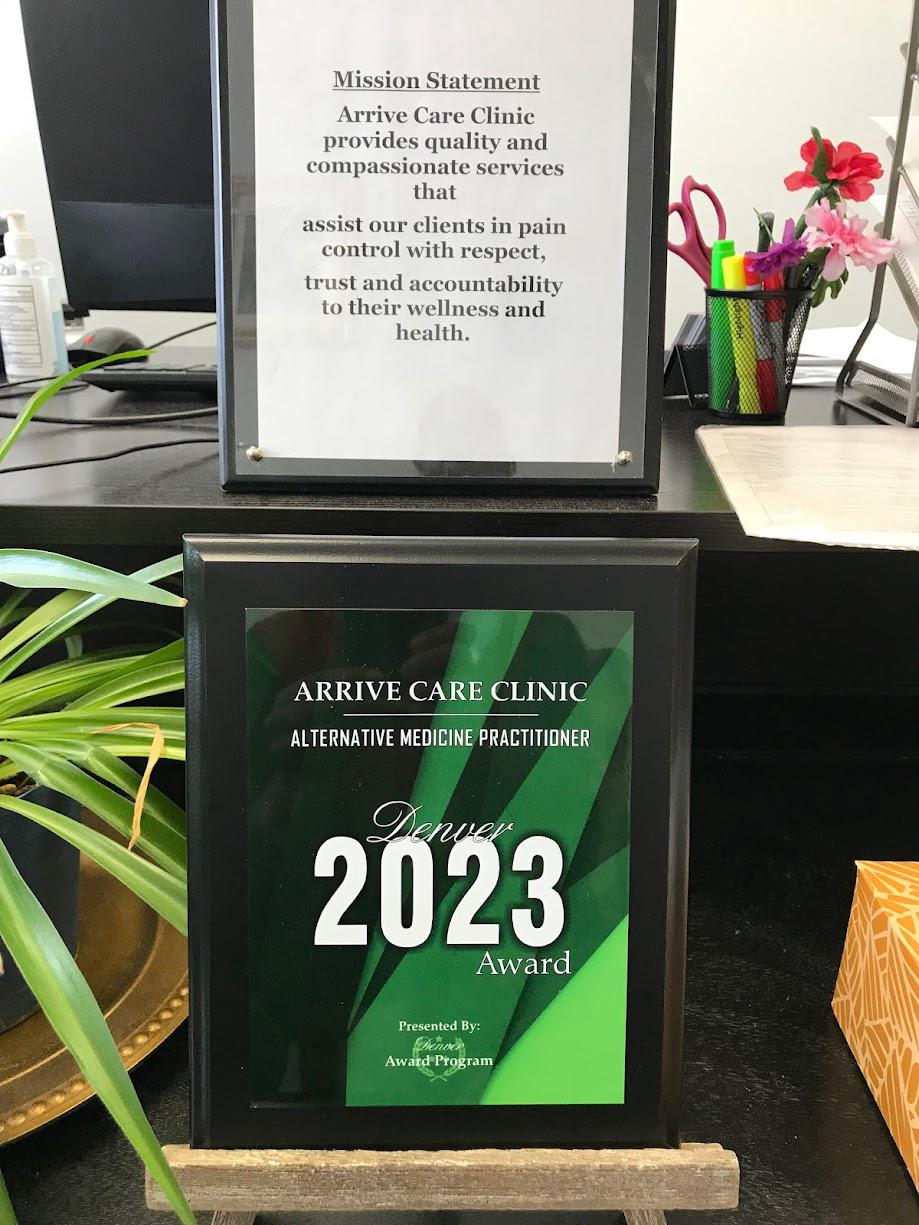 Mission Statement
Arrive Care Clinic
provides quality and
compassionate services
that
assist our clients in pain
control with respect,
trust and accountability
to their wellness and
health.
ARRIVE CARE CLINIC
ALTERNATIVE MEDICINE PRACTITIONER
Denver
2023
Award
Presented By:
Denver
Award Program